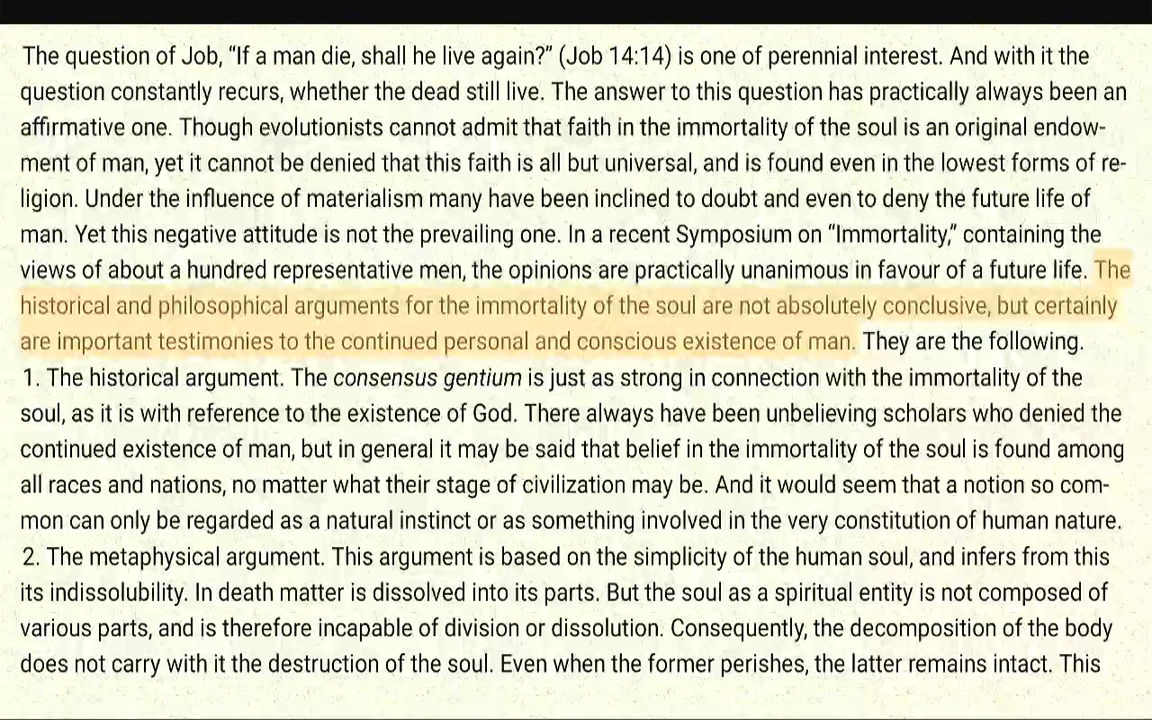 The question of Job, “If a man die, shall he live again?” (Job 14:14) is one of perennial interest. And with it the
question constantly recurs, whether the dead still live. The answer to this question has practically always been an
affirmative one. Though evolutionists cannot admit that faith in the immortality of the soul is an original endow-
ment of man, yet it cannot be denied that this faith is all but universal, and is found even in the lowest forms of re-
ligion. Under the influence of materialism many have been inclined to doubt and even to deny the future life of
man. Yet this negative attitude is not the prevailing one. In a recent Symposium on “Immortality,” containing the
views of about a hundred representative men, the opinions are practically unanimous in favour of a future life. The
historical and philosophical arguments for the immortality of the soul are not absolutely conclusive, but certainly
are important testimonies to the continued personal and conscious existence of man. They are the following.
1. The historical argument. The consensus gentium is just as strong in connection with the immortality of the
soul, as it is with reference to the existence of God. There always have been unbelieving scholars who denied the
continued existence of man, but in general it may be said that belief in the immortality of the soul is found among
all races and nations, no matter what their stage of civilization may be. And it would seem that a notion so com-
mon can only be regarded as a natural instinct or as something involved in the very constitution of human nature.
2. The metaphysical argument. This argument is based on the simplicity of the human soul, and infers from this
its indissolubility. In death matter is dissolved into its parts. But the soul as a spiritual entity is not composed of
various parts, and is therefore incapable of division or dissolution. Consequently, the decomposition of the body
does not carry with it the destruction of the soul. Even when the former perishes, the latter remains intact. This